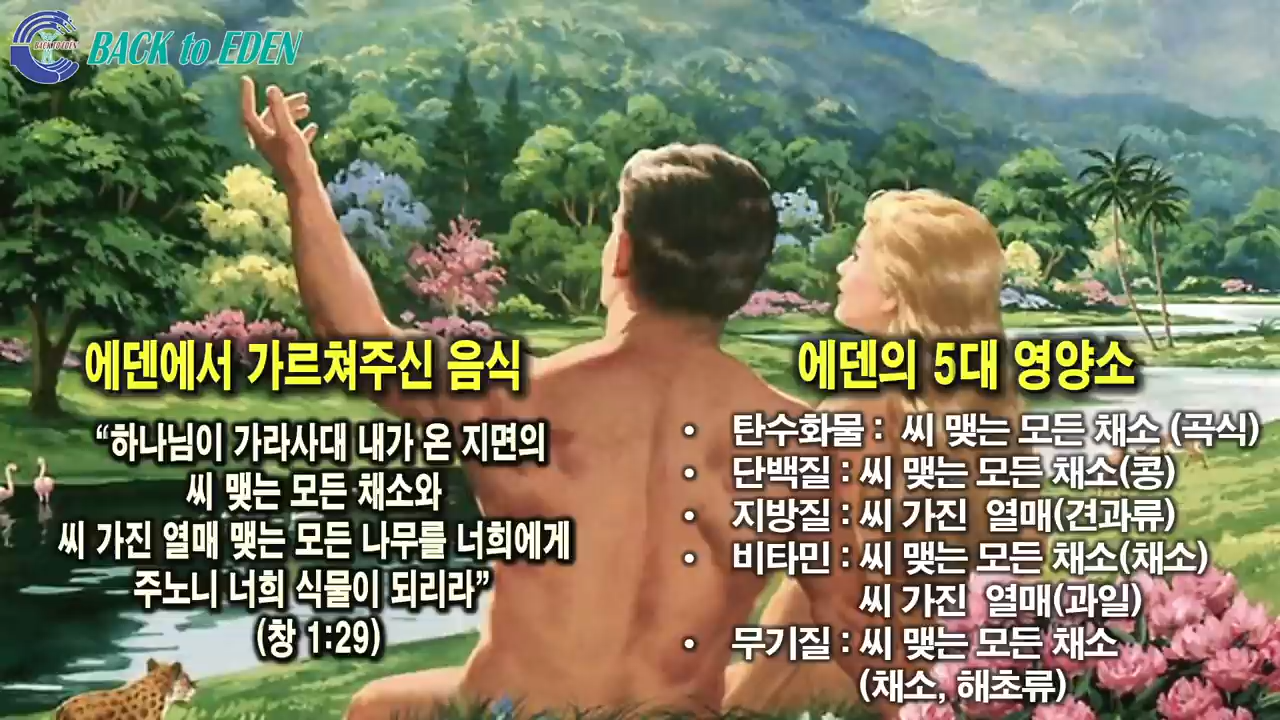 BACK to EDEN
BACK TO EDEN
에덴에서 가르쳐주신 음식
“하나님이 가라사대 내가 온 지면의
씨 맺는 모든 채소와
씨 가진 열매 맺는 모든 나무를 너희에게
주노니 너희 식물이 되리라”
(창 1:29)
에덴의 5대 영양소
• 탄수화물 : 씨 맺는 모든 채소 (곡식)
• 단백질 : 씨 맺는 모든 채소(콩)
• 지방질 : 씨 가진 열매(견과류)
• 비타민 : 씨 맺는 모든 채소(채소)
씨 가진 열매(과일)
• 무기질 : 씨 맺는 모든 채소
(채소, 해초류)